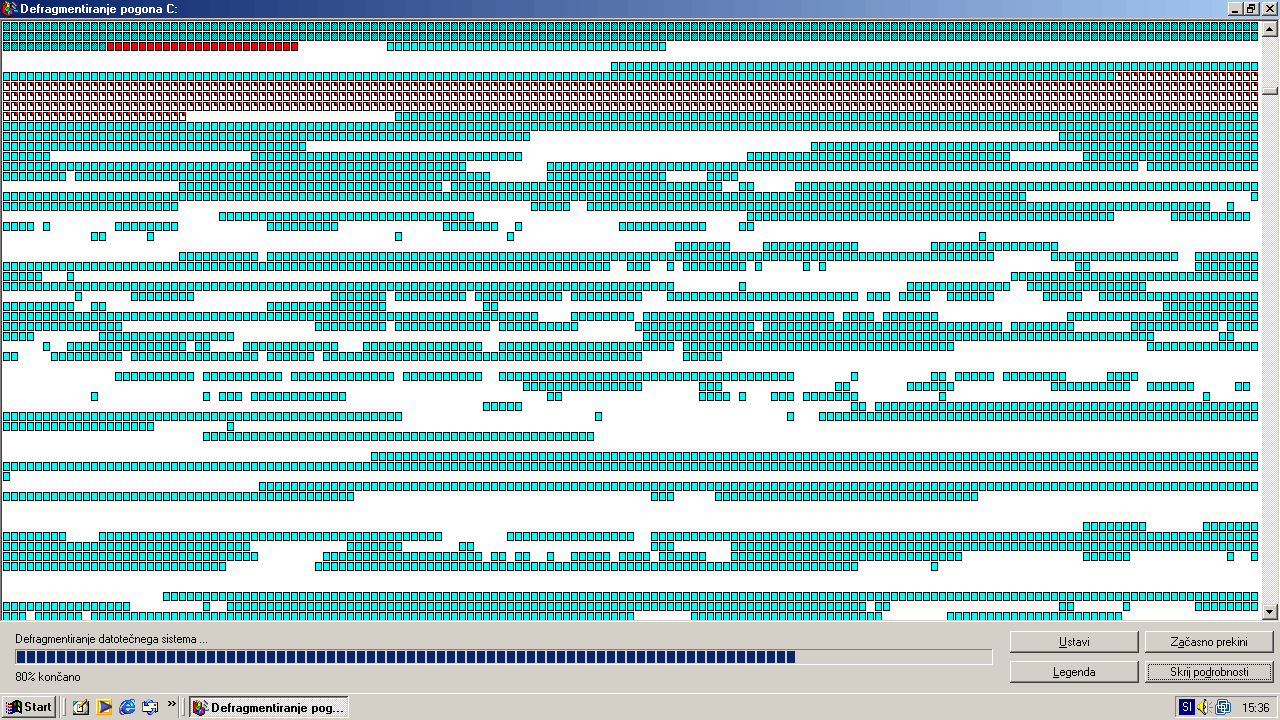 Defragmentiranje pogona C:
Defragmentiranje datotečnega sistema ...
80% končano
Ustavi
Začasno prekini
Legenda
Skrij podrobnosti
Start
»
Defragmentiranje pog...
SI
15:36